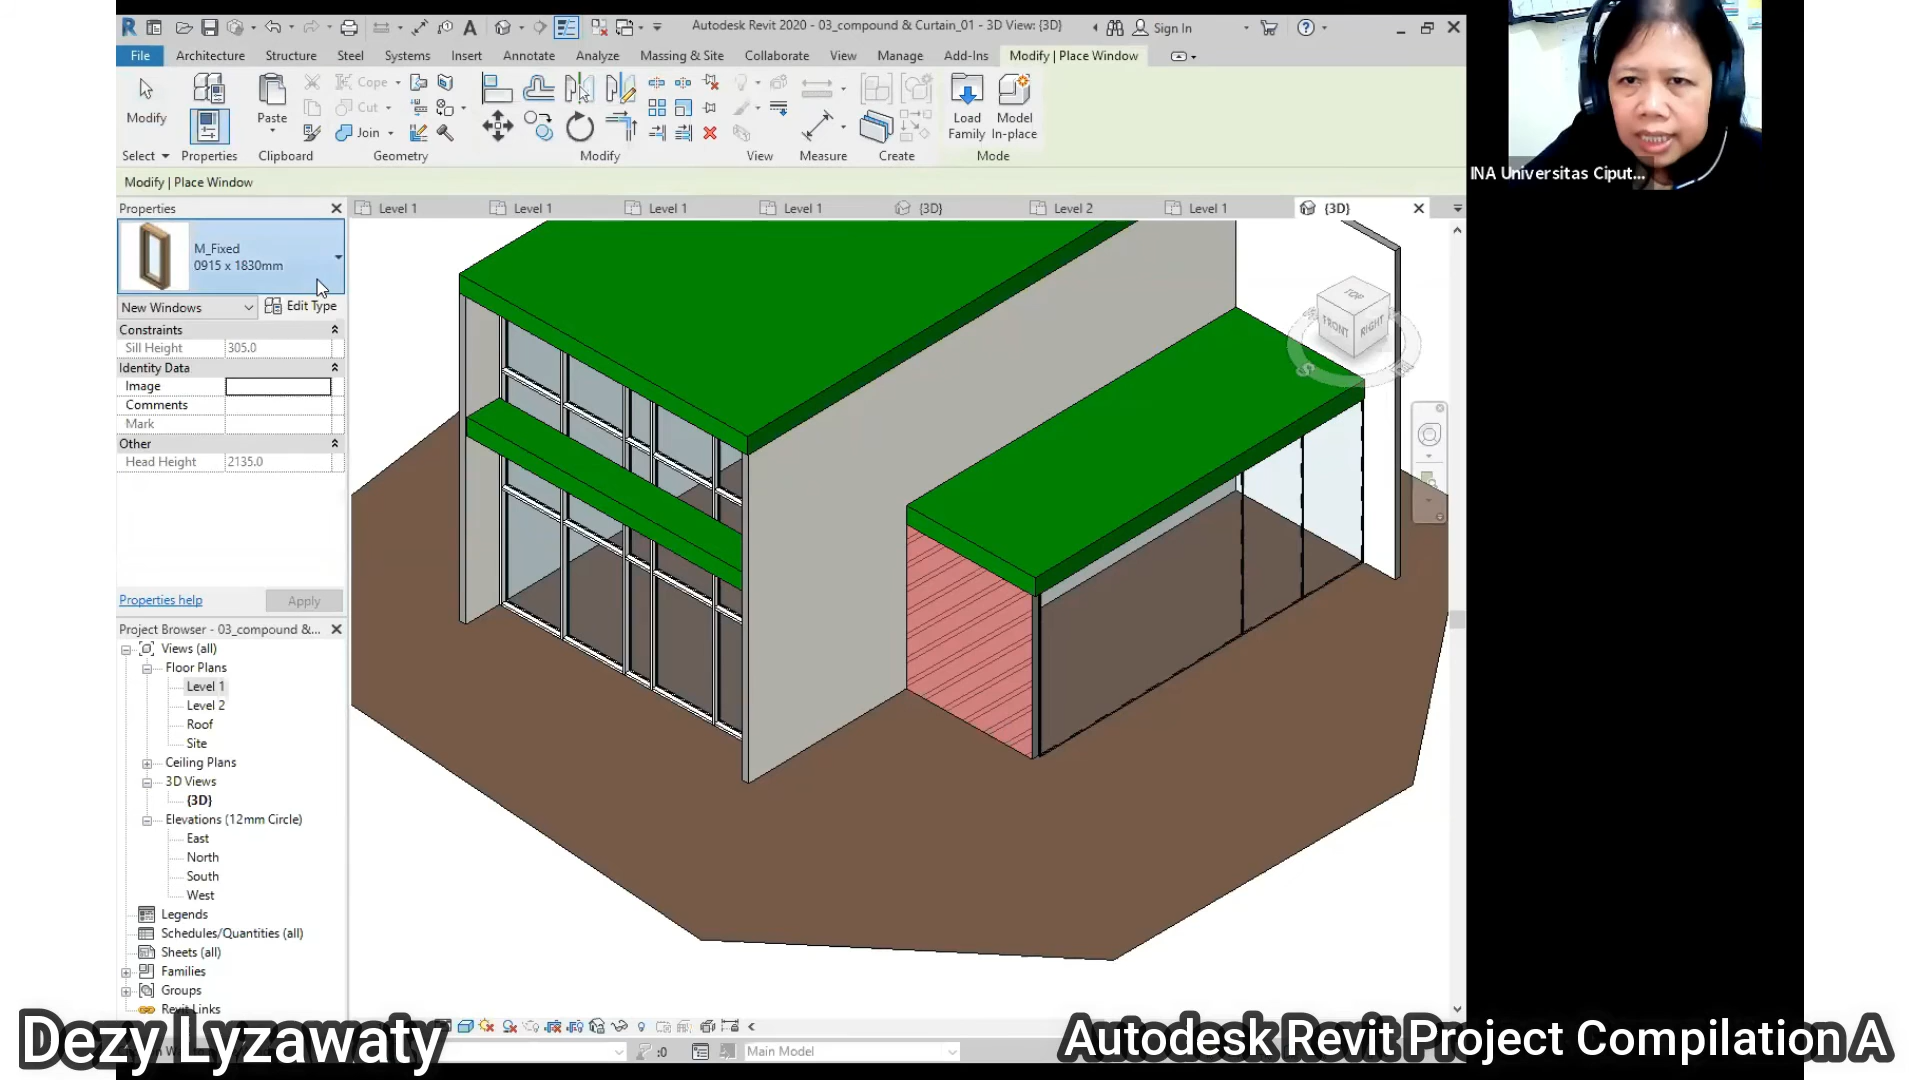 Autodesk Revit 2020 - 03_compound & Curtain_01 - 3D View: {3D}
Sign In
File Architecture Structure Steel Systems Insert Annotate Analyze Massing & Site Collaborate View Manage Add-Ins Modify | Place Window
Modify
Paste
Cope
Cut
Join
Load Family
Model In-place
Select Properties Clipboard Geometry Modify View Measure Create Mode
Modify | Place Window
Properties
Level 1 Level 1 Level 1 Level 1 {3D} Level 2 Level 1 {3D}
M_Fixed
0915 x 1830mm
New Windows Edit Type
Constraints
Sill Height 305.0
Identity Data
Image
Comments
Mark
Other
Head Height 2135.0
Properties help Apply
Project Browser - 03_compound &...
Views (all)
Floor Plans
Level 1
Level 2
Roof
Site
Ceiling Plans
3D Views
{3D}
Elevations (12mm Circle)
East
North
South
West
Legends
Schedules/Quantities (all)
Sheets (all)
Families
Groups
Revit Links
TOP
FRONT
RIGHT
:0
Main Model
INA Universitas Ciput...
Dezy Lyzawaty
Autodesk Revit Project Compilation A